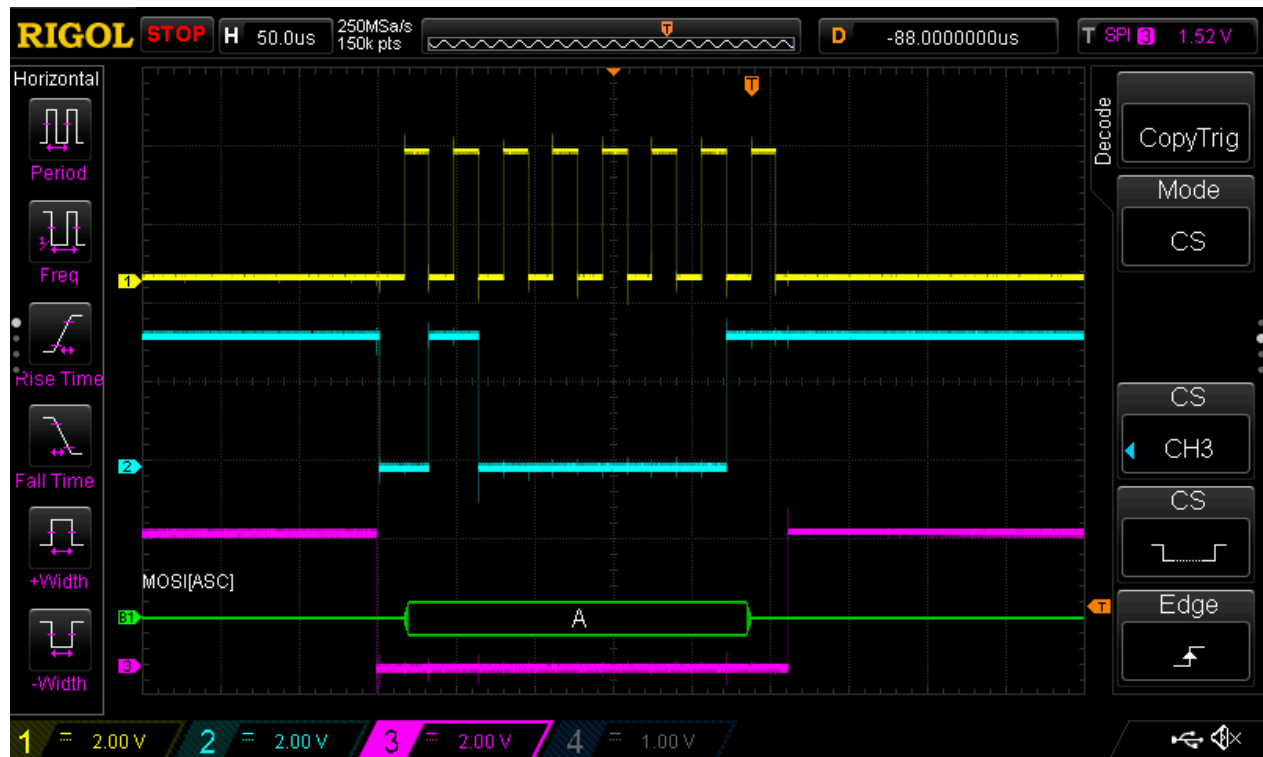 RIGOL STOP H 50.0us 250MSa/s 150k pts T D -88.0000000us T SPI 3 1.52 V
Horizontal
Period
1/
Freq
Rise Time
Fall Time
+Width
-Width
T
1
2
MOSI[ASC]
B1 A
3
T
Decode
CopyTrig
Mode
CS
CS
CH3
CS
Edge
1 = 2.00 V 2 = 2.00 V 3 = 2.00 V 4 = 1.00 V